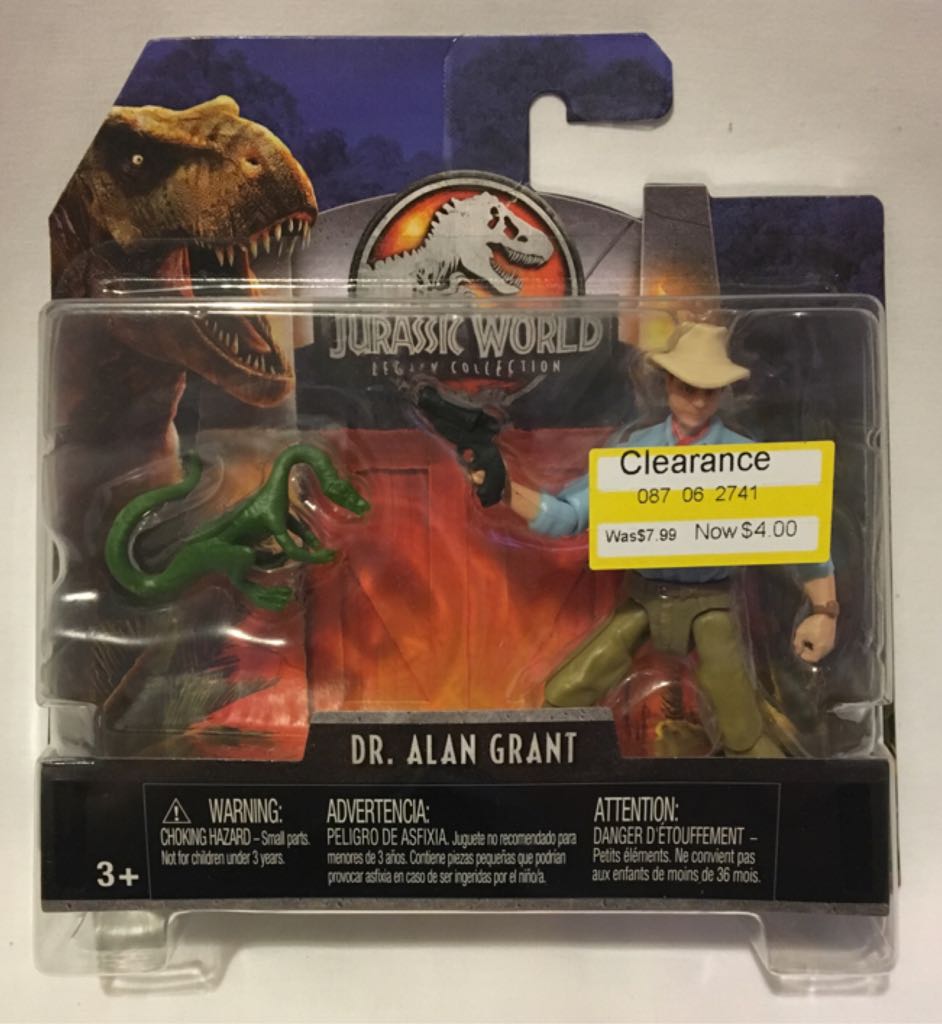 JURASSIC WORLD
LEGACY COLLECTION
Clearance
087 06 2741
Was$7.99 Now $4.00
DR. ALAN GRANT
3+
WARNING:
CHOKING HAZARD – Small parts.
Not for children under 3 years.
ADVERTENCIA:
PELIGRO DE ASFIXIA. Juguete no recomendado para
menores de 3 años. Contiene piezas pequeñas que podrían
provocar asfixia en caso de ser ingeridas por el niño/a.
ATTENTION:
DANGER D'ÉTOUFFEMENT –
Petits éléments. Ne convient pas
aux enfants de moins de 36 mois.